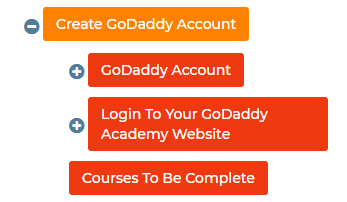 Create GoDaddy Account
GoDaddy Account
Login To Your GoDaddy
Academy Website
Courses To Be Complete